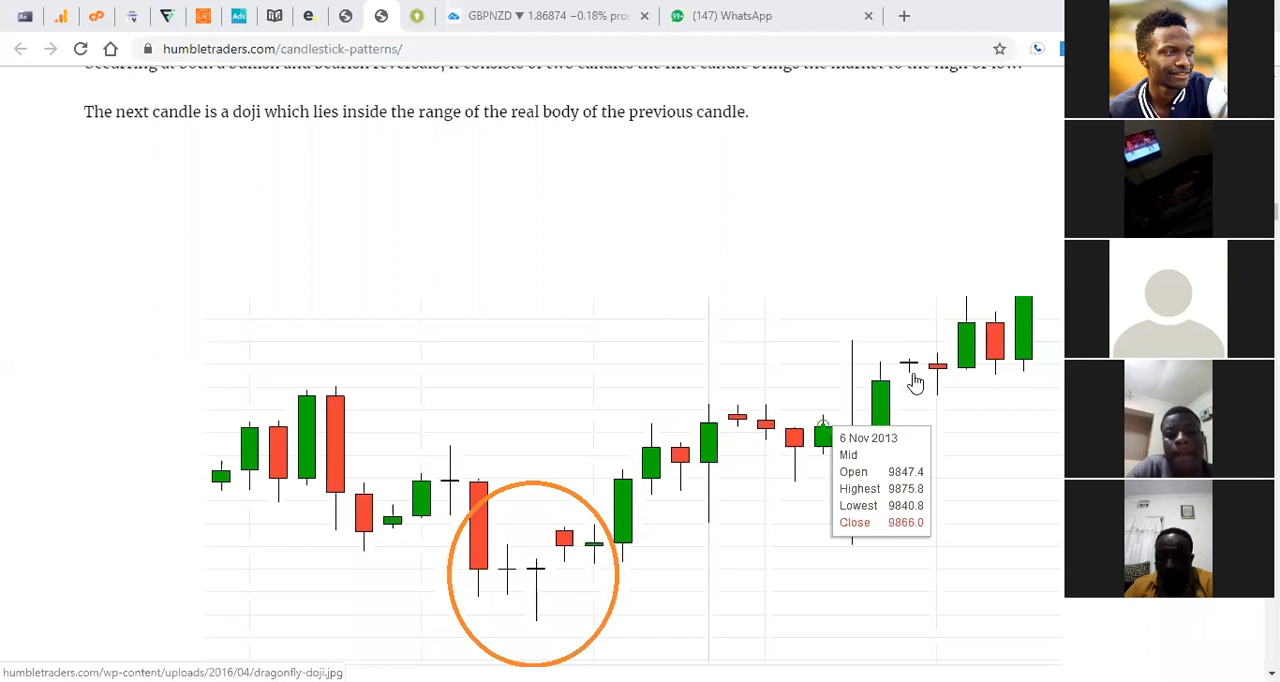 Ads
e
GBPNZD ▼ 1.86874 −0.18% pro
99+
(147) WhatsApp
humbletraders.com/candlestick-patterns/
The next candle is a doji which lies inside the range of the real body of the previous candle.
6 Nov 2013
Mid
Open 9847.4
Highest 9875.8
Lowest 9840.8
Close 9866.0
humbletraders.com/wp-content/uploads/2016/04/dragonfly-doji.jpg